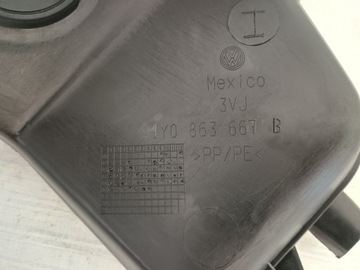 I
Mexico
3VJ
1Y0 863 667 B
>PP/PE<